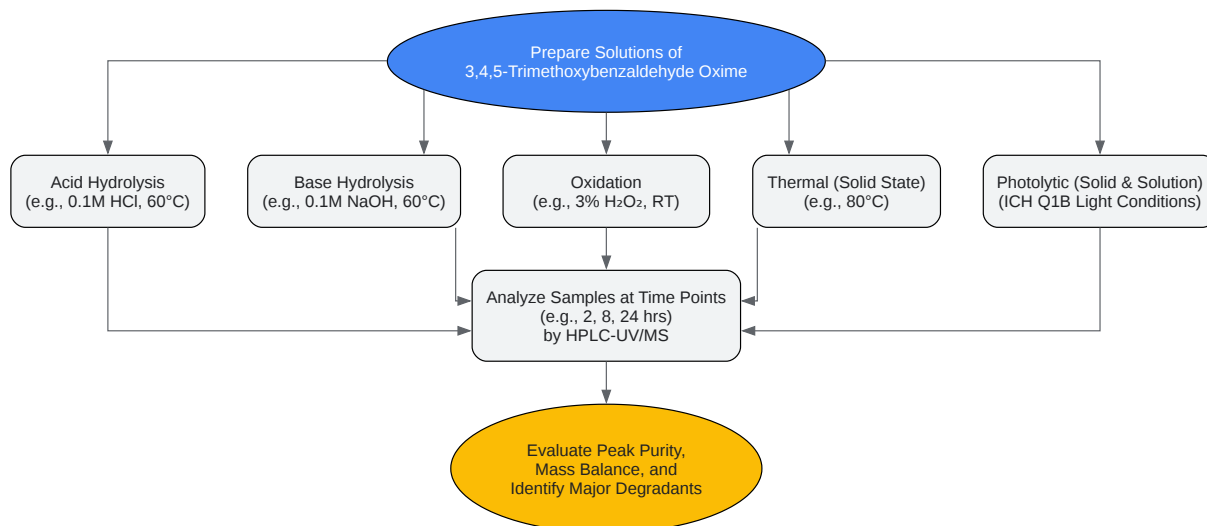 Prepare Solutions of
3,4,5-Trimethoxybenzaldehyde Oxime
Acid Hydrolysis
(e.g., 0.1M HCl, 60°C)
Base Hydrolysis
(e.g., 0.1M NaOH, 60°C)
Oxidation
(e.g., 3% H₂O₂, RT)
Thermal (Solid State)
(e.g., 80°C)
Photolytic (Solid & Solution)
(ICH Q1B Light Conditions)
Analyze Samples at Time Points
(e.g., 2, 8, 24 hrs)
by HPLC-UV/MS
Evaluate Peak Purity,
Mass Balance, and
Identify Major Degradants